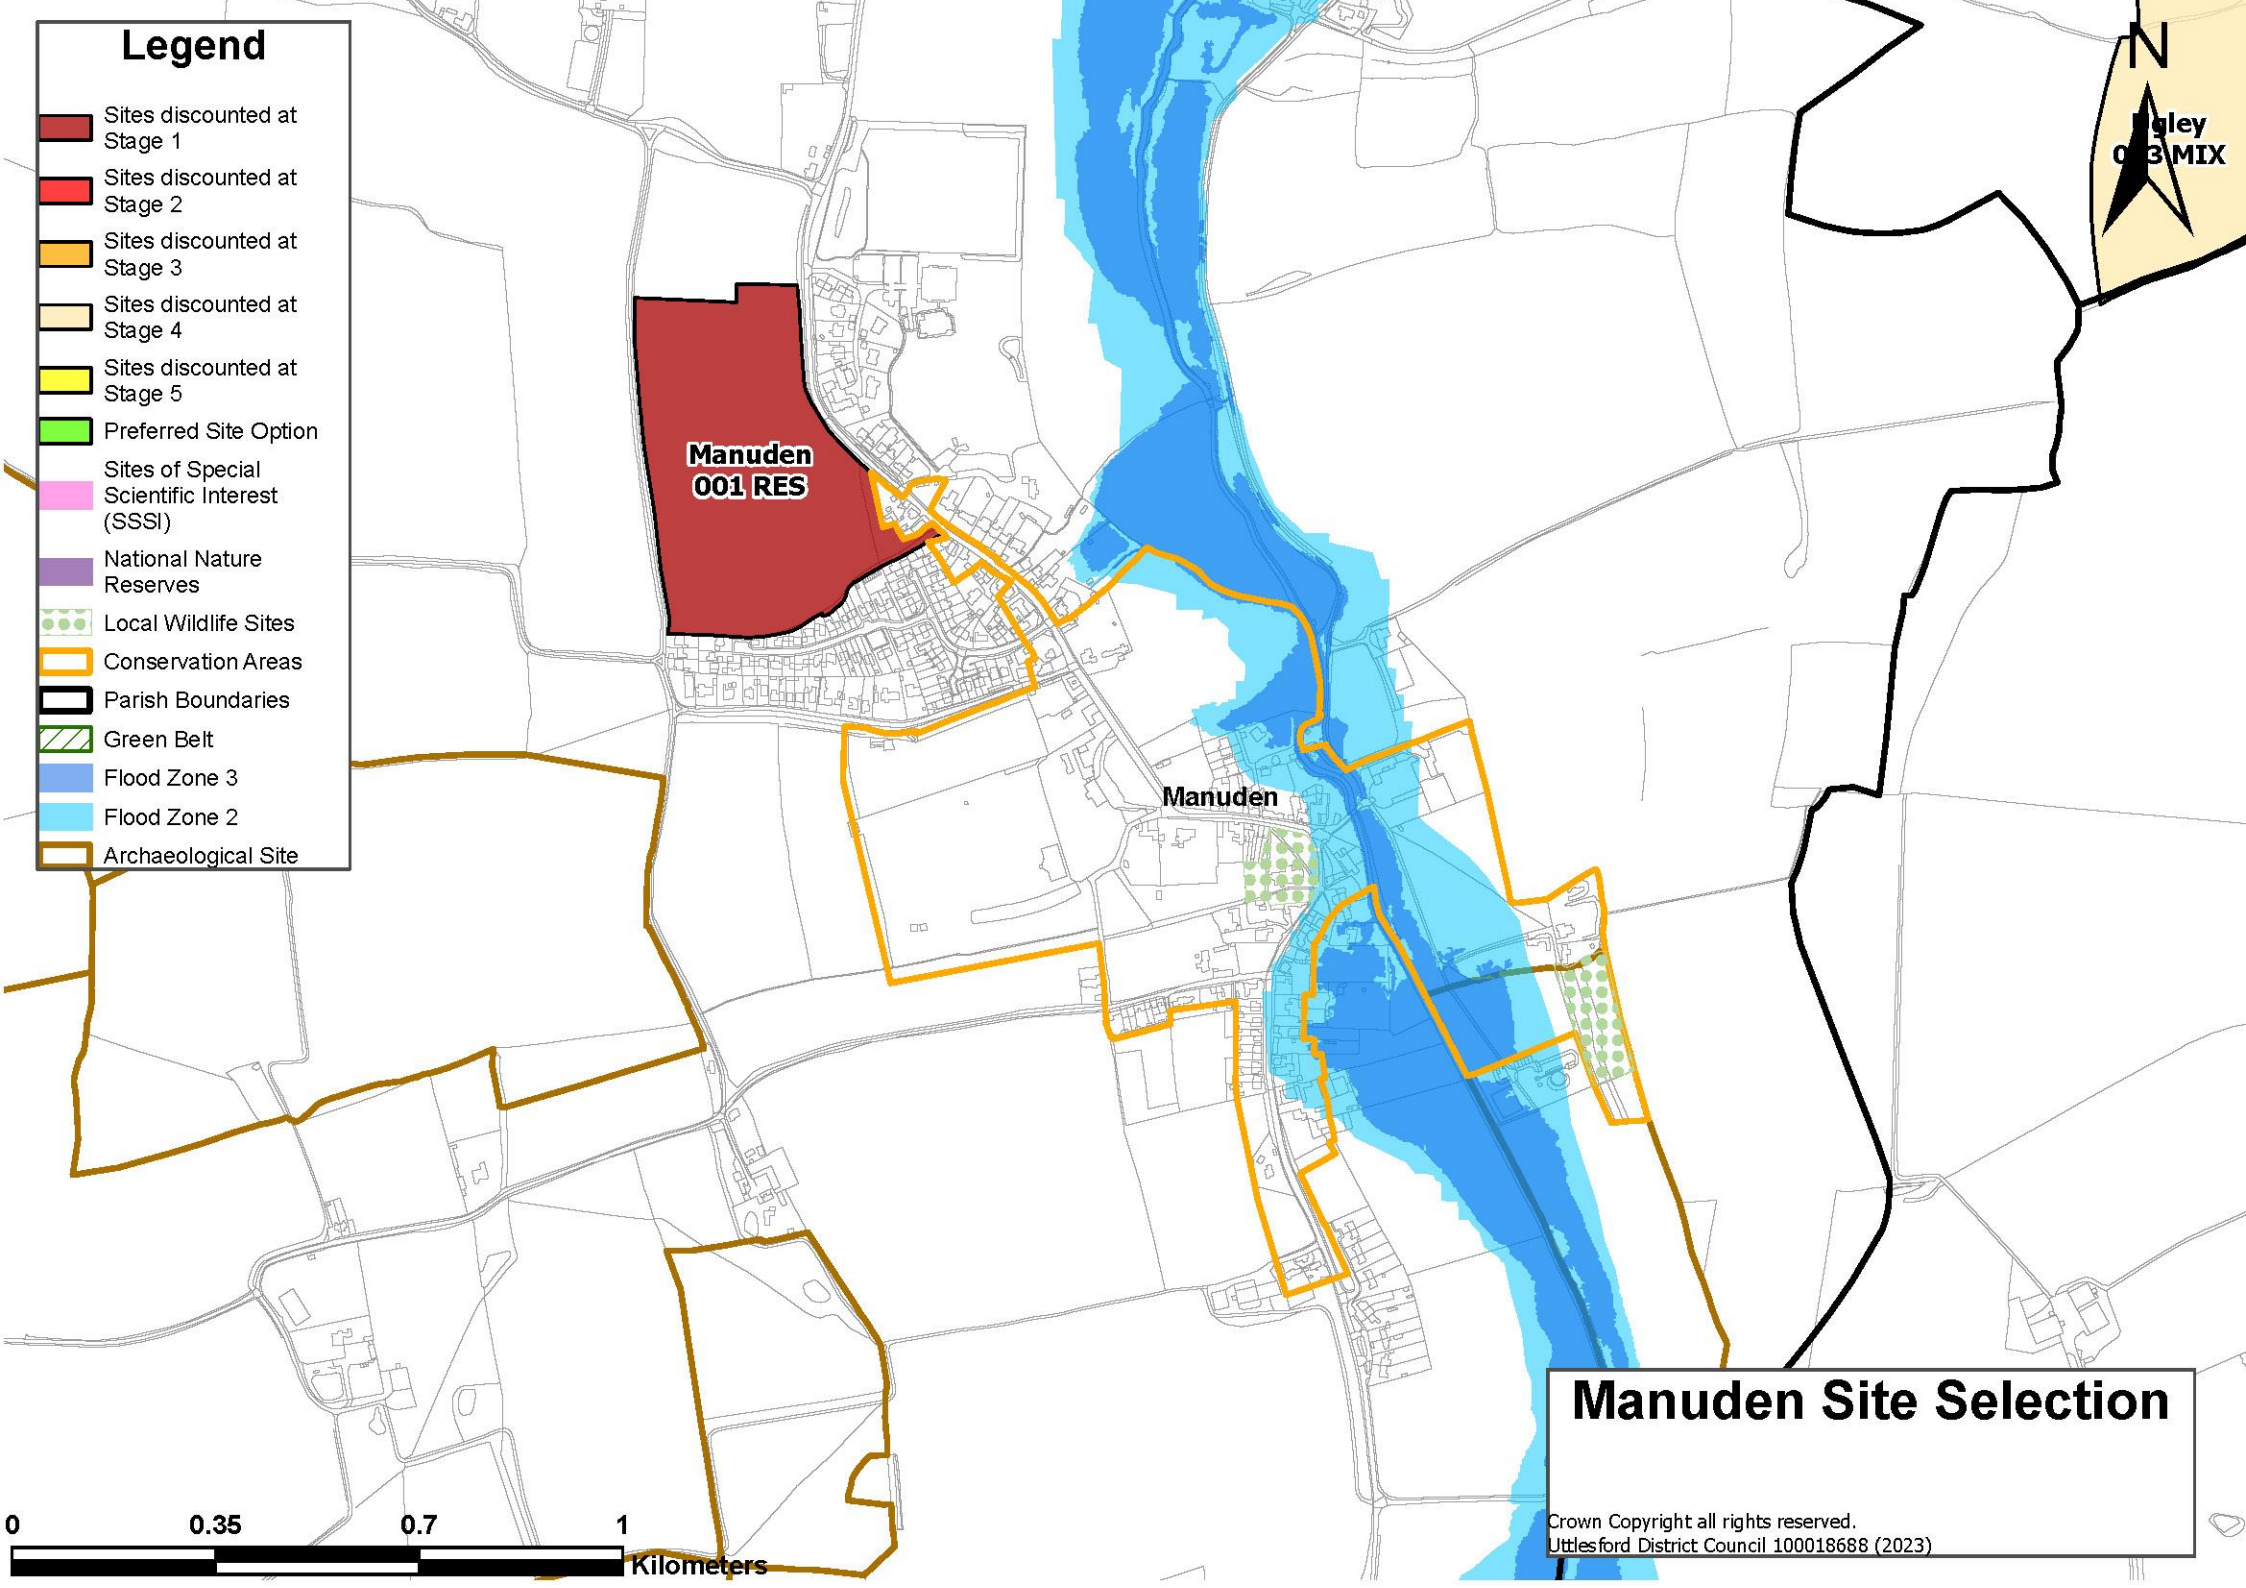 Legend
Sites discounted at
Stage 1
Sites discounted at
Stage 2
Sites discounted at
Stage 3
Sites discounted at
Stage 4
Sites discounted at
Stage 5
Preferred Site Option
Sites of Special
Scientific Interest
(SSSI)
National Nature
Reserves
Local Wildlife Sites
Conservation Areas
Parish Boundaries
Green Belt
Flood Zone 3
Flood Zone 2
Archaeological Site
N
MIX
Manuden
001 RES
Manuden
0 0.35 0.7 1
Kilometers
Manuden Site Selection
Crown Copyright all rights reserved.
Uttlesford District Council 100018688 (2023)